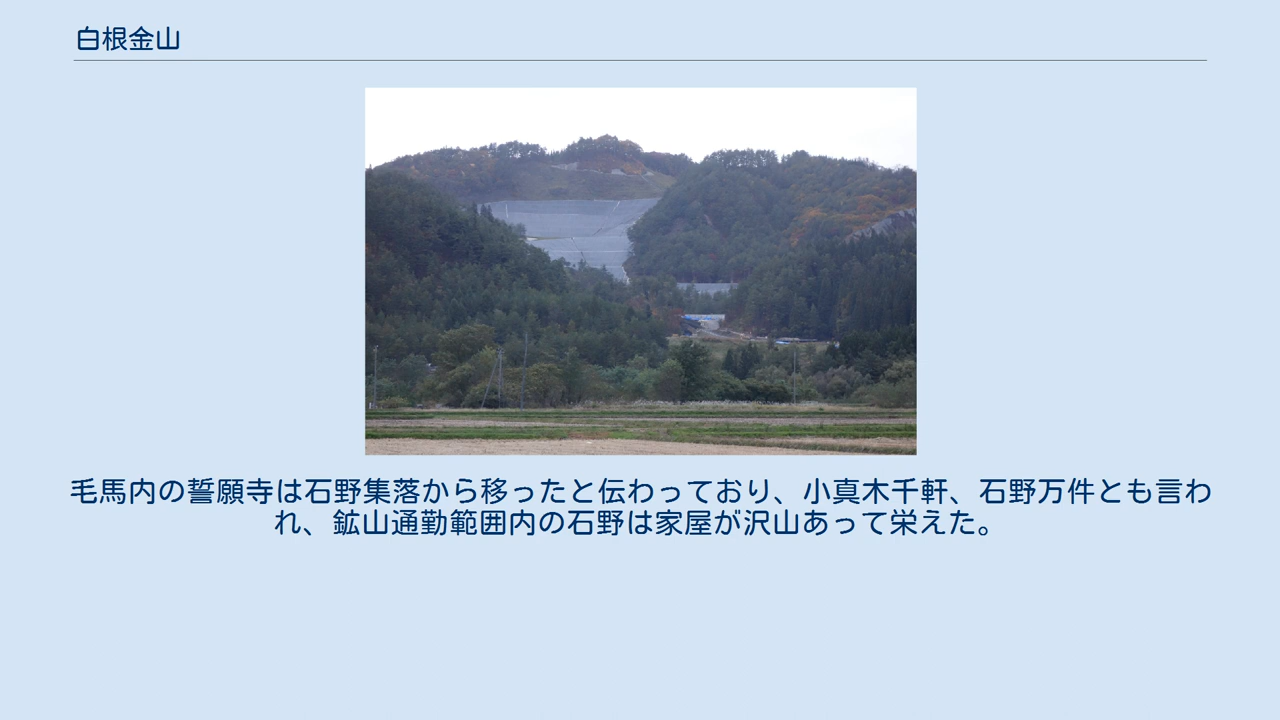 白根金山
毛馬内の誓願寺は石野集落から移ったと伝わっており、小真木千軒、石野万件とも言わ
れ、鉱山通勤範囲内の石野は家屋が沢山あって栄えた。